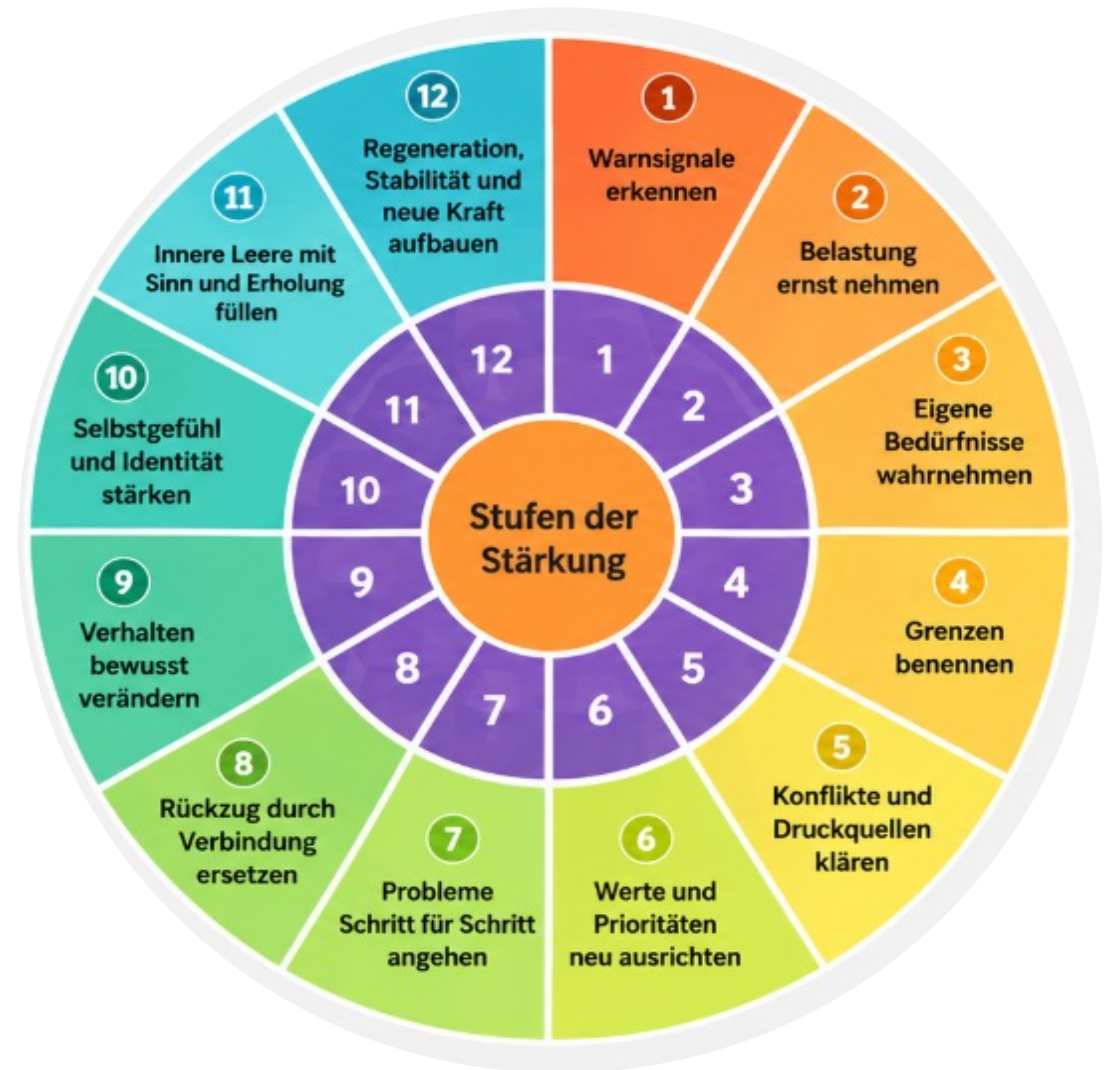 Stufen der
Stärkung
1
2
3
4
5
6
7
8
9
10
11
12
1
Warnsignale
erkennen
2
Belastung
ernst nehmen
3
Eigene
Bedürfnisse
wahrnehmen
4
Grenzen
benennen
5
Konflikte und
Druckquellen
klären
6
Werte und
Prioritäten
neu ausrichten
7
Probleme
Schritt für Schritt
angehen
8
Rückzug durch
Verbindung
ersetzen
9
Verhalten
bewusst
verändern
10
Selbstgefühl
und Identität
stärken
11
Innere Leere mit
Sinn und Erholung
füllen
12
Regeneration,
Stabilität und
neue Kraft
aufbauen